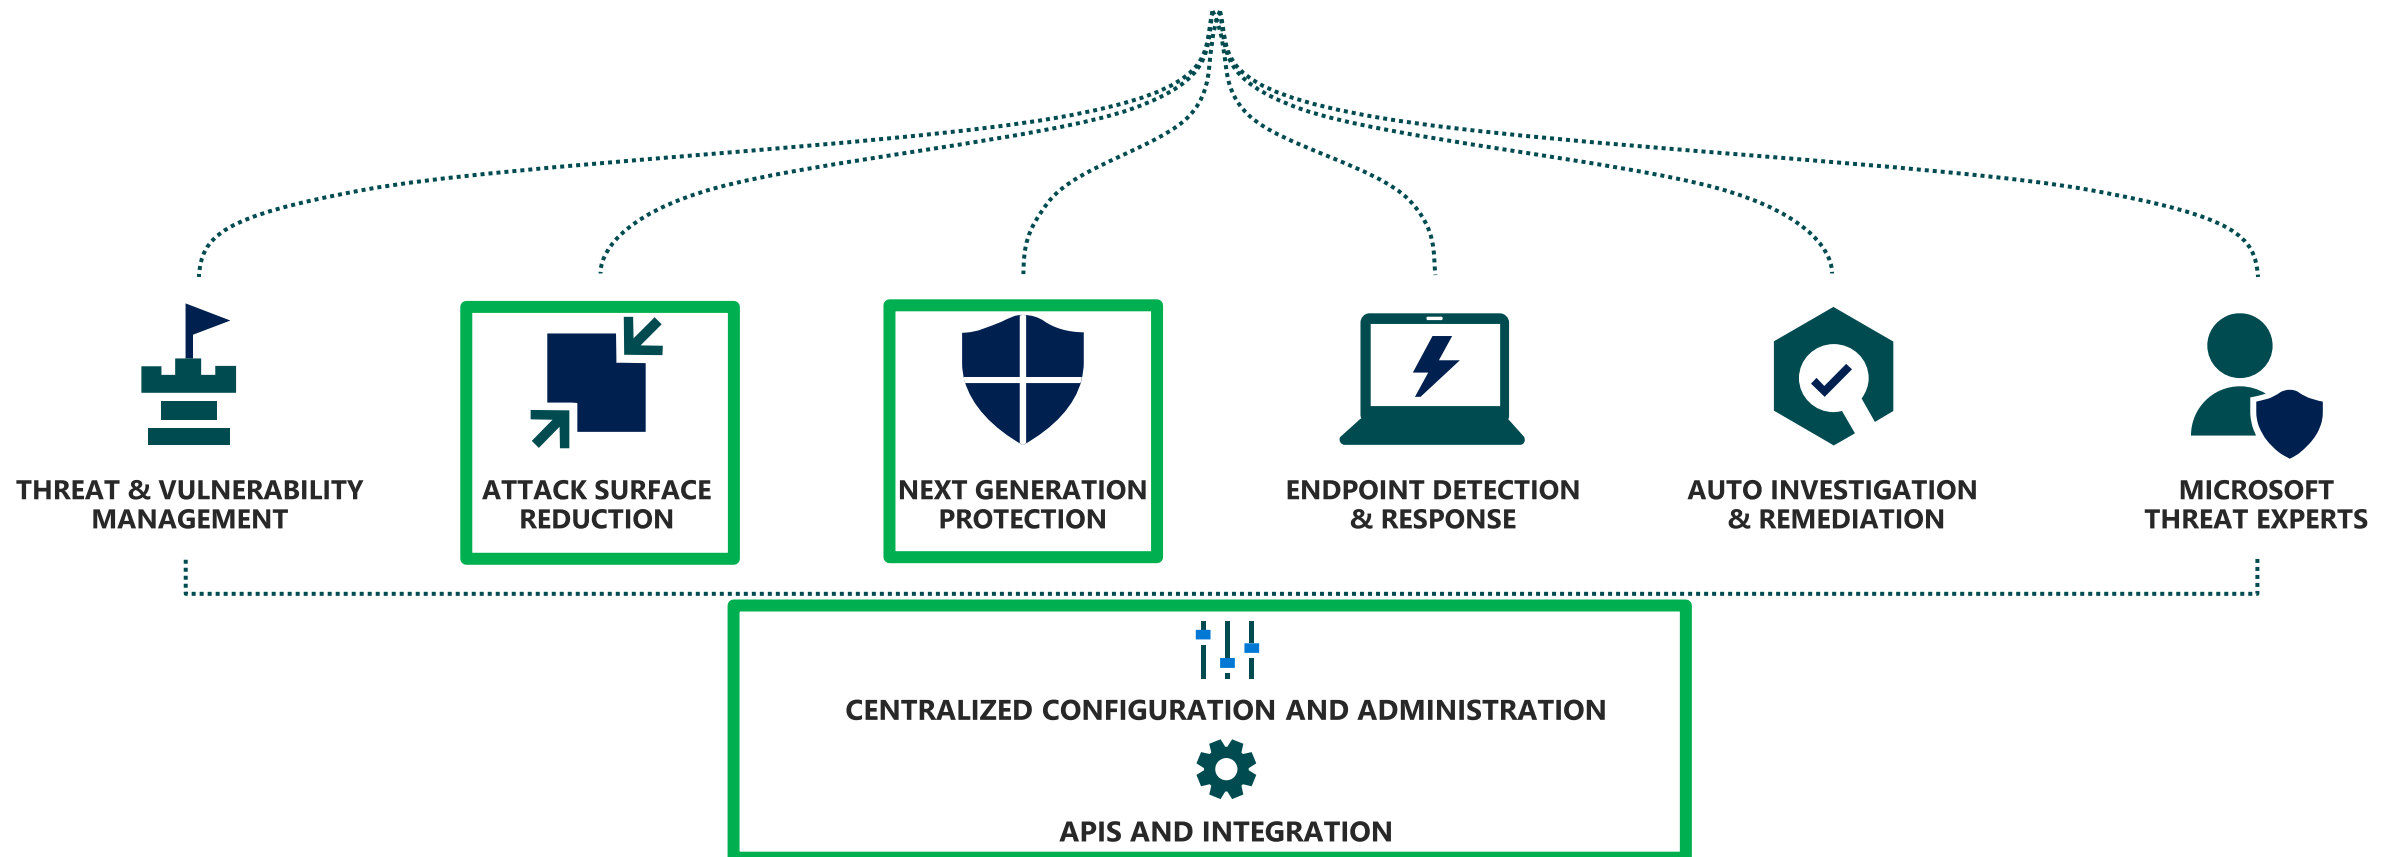 THREAT & VULNERABILITY
MANAGEMENT
ATTACK SURFACE
REDUCTION
NEXT GENERATION
PROTECTION
ENDPOINT DETECTION
& RESPONSE
AUTO INVESTIGATION
& REMEDIATION
MICROSOFT
THREAT EXPERTS
CENTRALIZED CONFIGURATION AND ADMINISTRATION
APIS AND INTEGRATION